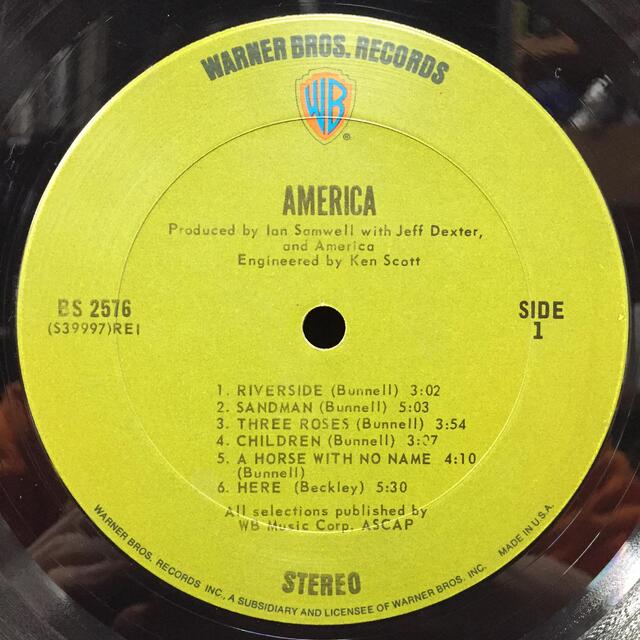 WARNER BROS. RECORDS
WB
®
AMERICA
Produced by Ian Samwell with Jeff Dexter,
and America
Engineered by Ken Scott
BS 2576
(S39997)RE1
SIDE
1
1. RIVERSIDE (Bunnell) 3:02
2. SANDMAN (Bunnell) 5:03
3. THREE ROSES (Bunnell) 3:54
4. CHILDREN (Bunnell) 3:07
5. A HORSE WITH NO NAME 4:10
(Bunnell)
6. HERE (Beckley) 5:30
All selections published by
WB Music Corp. ASCAP
STEREO
WARNER BROS. RECORDS INC., A SUBSIDIARY AND LICENSEE OF WARNER BROS. INC. MADE IN U.S.A.